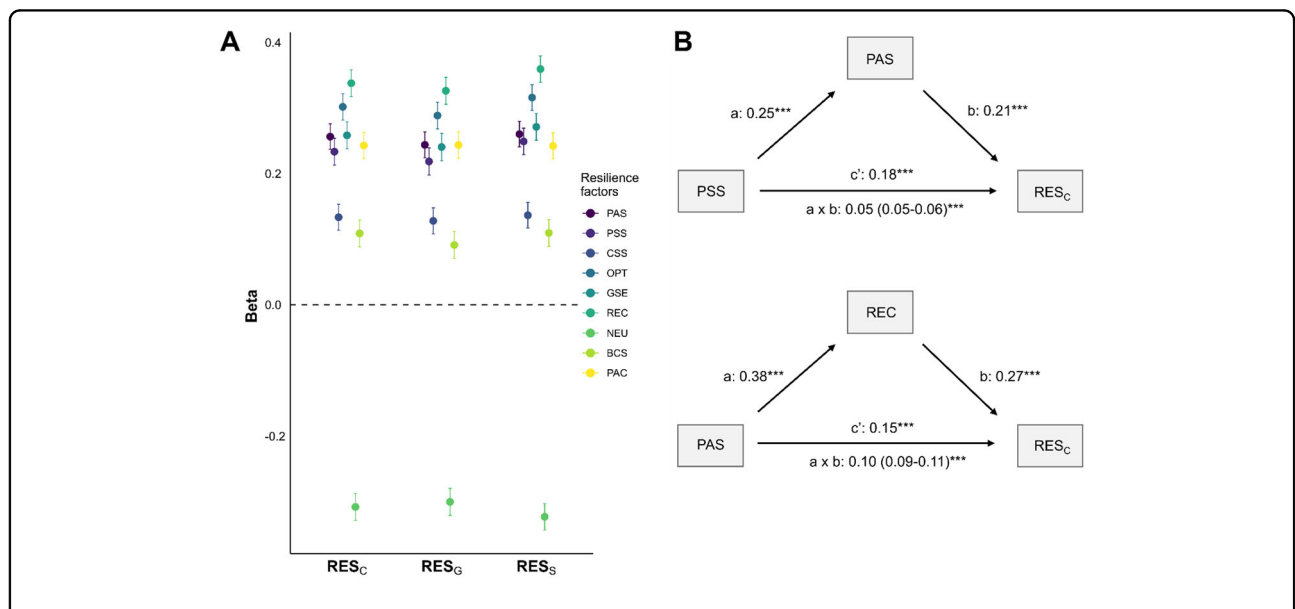 A
0.4
0.2
0.0
-0.2
Beta
RESC
RESG
RESS
Resilience
factors
PAS
PSS
CSS
OPT
GSE
REC
NEU
BCS
PAC
B
PAS
a: 0.25***
b: 0.21***
PSS
c': 0.18***
RESC
a x b: 0.05 (0.05-0.06)***
REC
a: 0.38***
b: 0.27***
PAS
c': 0.15***
RESC
a x b: 0.10 (0.09-0.11)***